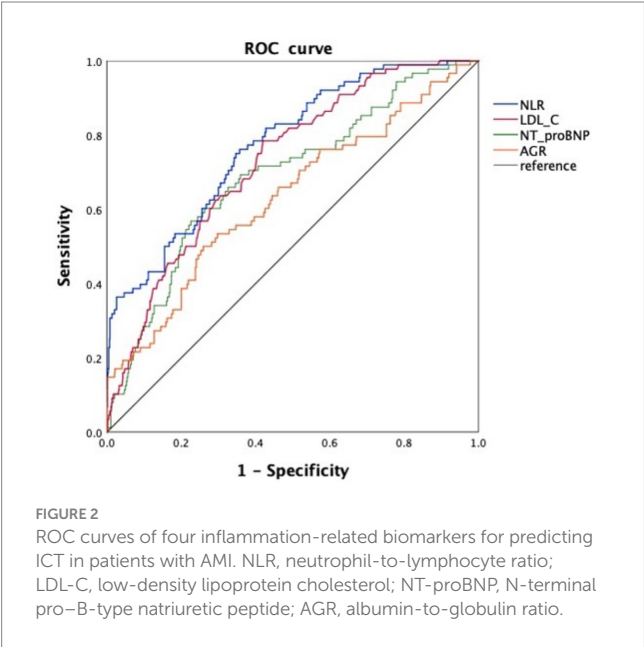 ROC curve
1.0
0.8
0.6
0.4
0.2
0.0
Sensitivity
0.0 0.2 0.4 0.6 0.8 1.0
1 – Specificity
NLR
LDL_C
NT_proBNP
AGR
reference
FIGURE 2
ROC curves of four inflammation-related biomarkers for predicting
ICT in patients with AMI. NLR, neutrophil-to-lymphocyte ratio;
LDL-C, low-density lipoprotein cholesterol; NT-proBNP, N-terminal
pro–B-type natriuretic peptide; AGR, albumin-to-globulin ratio.